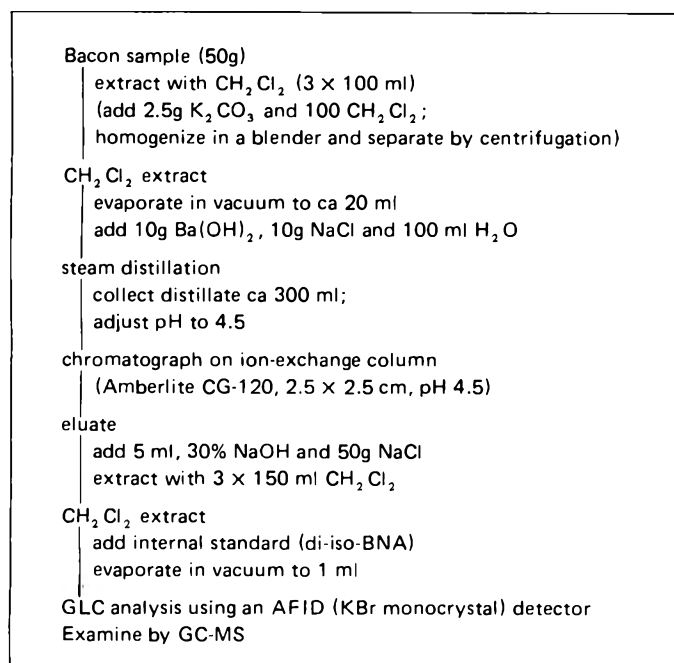 Bacon sample (50g)
extract with CH₂Cl₂ (3 × 100 ml)
(add 2.5g K₂CO₃ and 100 CH₂Cl₂;
homogenize in a blender and separate by centrifugation)
CH₂Cl₂ extract
evaporate in vacuum to ca 20 ml
add 10g Ba(OH)₂, 10g NaCl and 100 ml H₂O
steam distillation
collect distillate ca 300 ml;
adjust pH to 4.5
chromatograph on ion-exchange column
(Amberlite CG-120, 2.5 × 2.5 cm, pH 4.5)
eluate
add 5 ml, 30% NaOH and 50g NaCl
extract with 3 × 150 ml CH₂Cl₂
CH₂Cl₂ extract
add internal standard (di-iso-BNA)
evaporate in vacuum to 1 ml
GLC analysis using an AFID (KBr monocrystal) detector
Examine by GC-MS